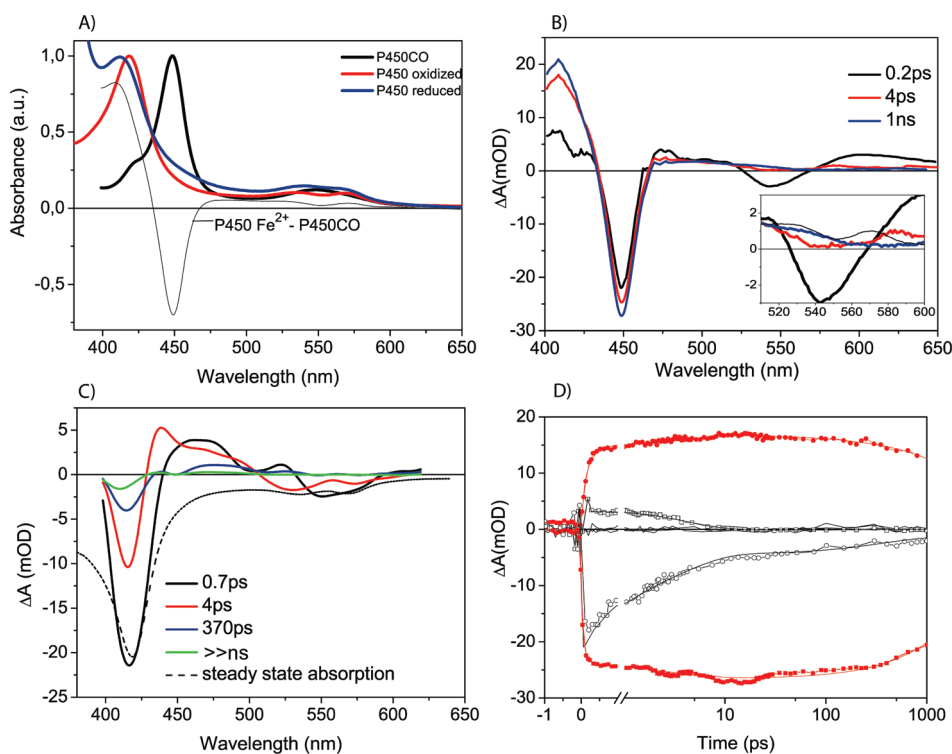 A)
Absorbance (a.u.)
1,0
0,5
0,0
-0,5
P450CO
P450 oxidized
P450 reduced
P450 Fe2+- P450CO
400 450 500 550 600 650
Wavelength (nm)
B)
ΔA(mOD)
20
10
0
-10
-20
-30
0.2ps
4ps
1ns
2
0
-2
520 540 560 580 600
400 450 500 550 600 650
Wavelength (nm)
C)
ΔA (mOD)
5
0
-5
-10
-15
-20
-25
0.7ps
4ps
370ps
>>ns
steady state absorption
400 450 500 550 600 650
Wavelength (nm)
D)
ΔA(mOD)
20
10
0
-10
-20
-30
-1 0 10 100 1000
Time (ps)